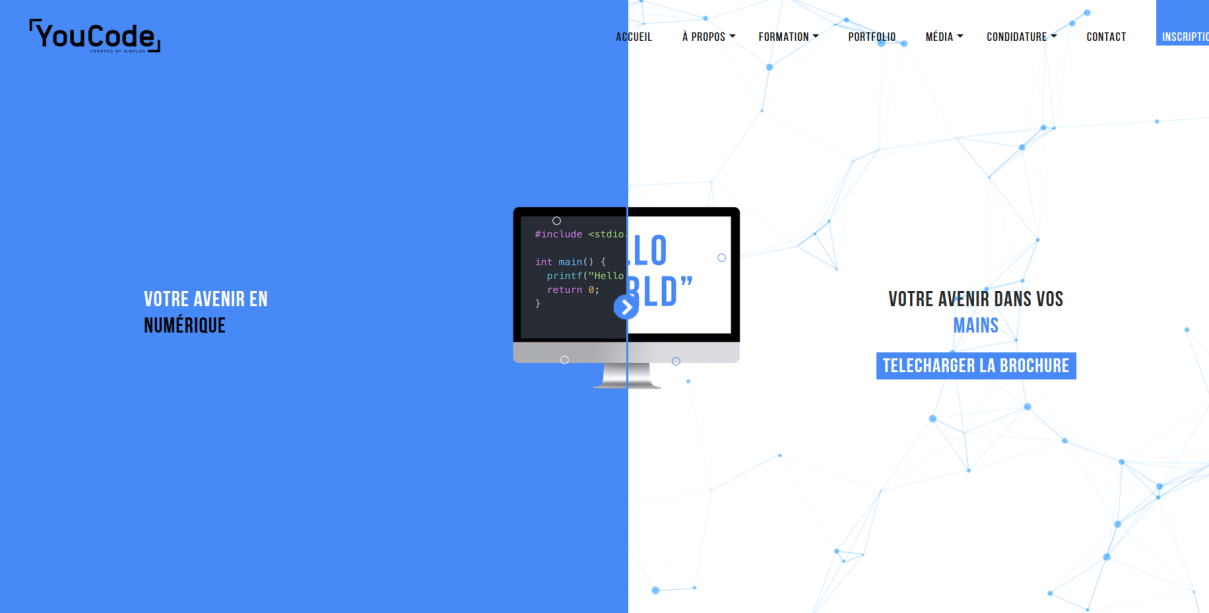 YouCode
POWERED BY SIMPLON
ACCUEIL À PROPOS FORMATION PORTFOLIO MÉDIA CONDIDATURE CONTACT INSCRIPTIO
#include <stdio.
LLO
int main() {
printf("Hello
RLD”
return 0;
}
VOTRE AVENIR EN
NUMÉRIQUE
VOTRE AVENIR DANS VOS
MAINS
TELECHARGER LA BROCHURE